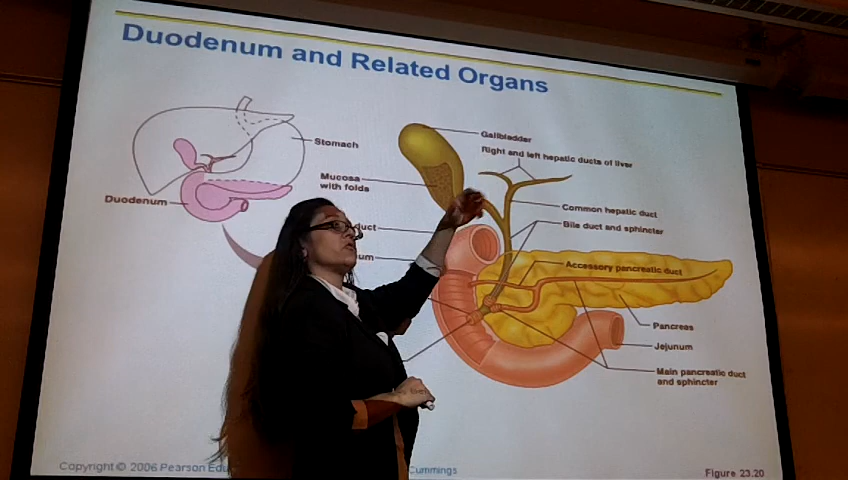 Duodenum and Related Organs
Stomach
Duodenum
Gallbladder
Right and left hepatic ducts of liver
Mucosa
with folds
Common hepatic duct
Bile duct and sphincter
duct
um
Accessory pancreatic duct
Pancreas
Jejunum
Main pancreatic duct
and sphincter
Copyright © 2006 Pearson Edu
Cummings
Figure 23.20